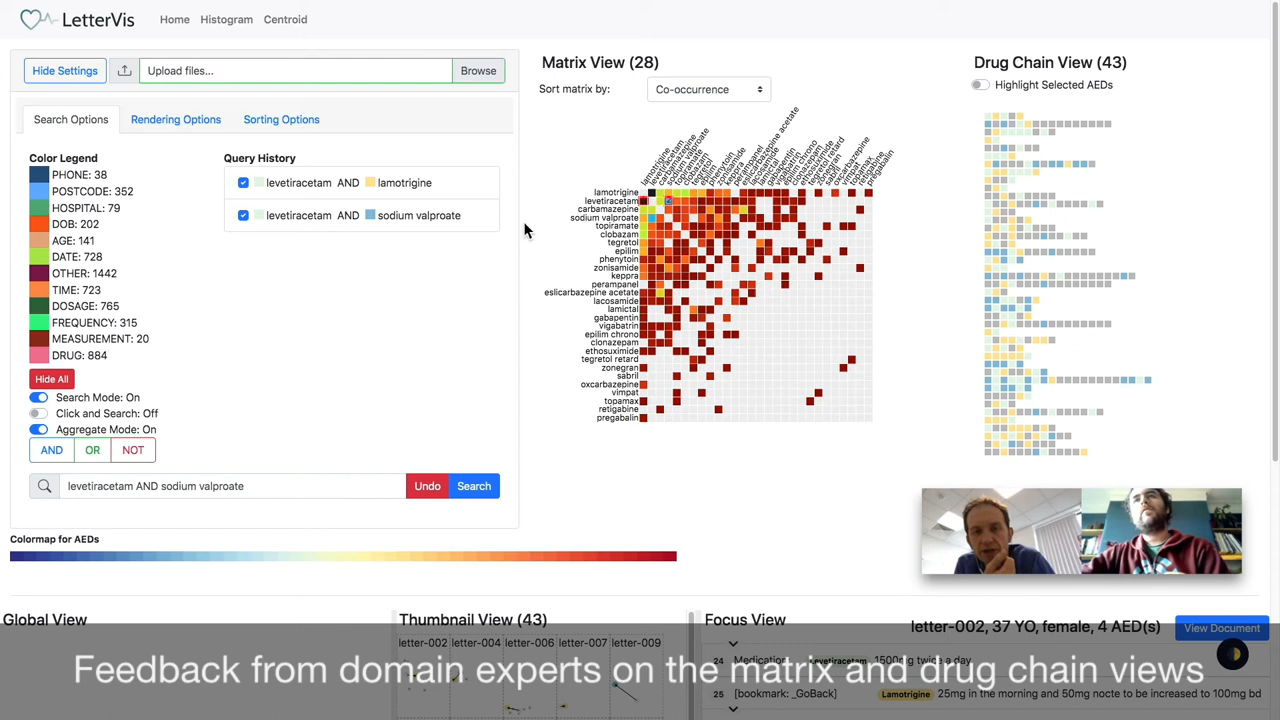 LetterVis
Home
Histogram
Centroid
Hide Settings
Upload files...
Browse
Search Options
Rendering Options
Sorting Options
Color Legend
PHONE: 38
POSTCODE: 352
HOSPITAL: 79
DOB: 202
AGE: 141
DATE: 728
OTHER: 1442
TIME: 723
DOSAGE: 765
FREQUENCY: 315
MEASUREMENT: 20
DRUG: 884
Hide All
Search Mode: On
Click and Search: Off
Aggregate Mode: On
AND
OR
NOT
Query History
levetiracetam AND lamotrigine
levetiracetam AND sodium valproate
levetiracetam AND sodium valproate
Undo
Search
Colormap for AEDs
Matrix View (28)
Sort matrix by:
Co-occurrence
lamotrigine
levetiracetam
carbamazepine
sodium valproate
topiramate
clobazam
tegretol
epilim
phenytoin
zonisamide
keppra
perampanel
eslicarbazepine acetate
lacosamide
lamictal
gabapentin
vigabatrin
epilim chrono
clonazepam
ethosuximide
tegretol retard
zonegran
sabril
oxcarbazepine
vimpat
topamax
retigabine
pregabalin
Drug Chain View (43)
Highlight Selected AEDs
Global View
Thumbnail View (43)
letter-002
letter-004
letter-006
letter-007
letter-009
Focus View
letter-002, 37 YO, female, 4 AED(s)
View Document
24 Medication Levetiracetam 1500mg twice a day
25 [bookmark: _GoBack] Lamotrigine 25mg in the morning and 50mg nocte to be increased to 100mg bd
Feedback from domain experts on the matrix and drug chain views